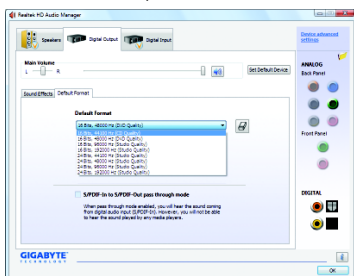 Realtek HD Audio Manager
Speakers
Digital Output
Digital Input
Device advanced settings
Main Volume
L
R
Set Default Device
ANALOG
Back Panel
Sound Effects
Default Format
Default Format
16 Bits, 48000 Hz (DVD Quality)
16 Bits, 44100 Hz (CD Quality)
16 Bits, 48000 Hz (DVD Quality)
16 Bits, 96000 Hz (Studio Quality)
16 Bits, 192000 Hz (Studio Quality)
24 Bits, 44100 Hz (Studio Quality)
24 Bits, 48000 Hz (Studio Quality)
24 Bits, 96000 Hz (Studio Quality)
24 Bits, 192000 Hz (Studio Quality)
Front Panel
S/PDIF-In to S/PDIF-Out pass through mode
When pass through mode enabled, you will hear the sound coming
from digital audio input (S/PDIF-In). However, you will not be able
to hear the sound played by any media players.
DIGITAL
GIGABYTE
TECHNOLOGY
OK